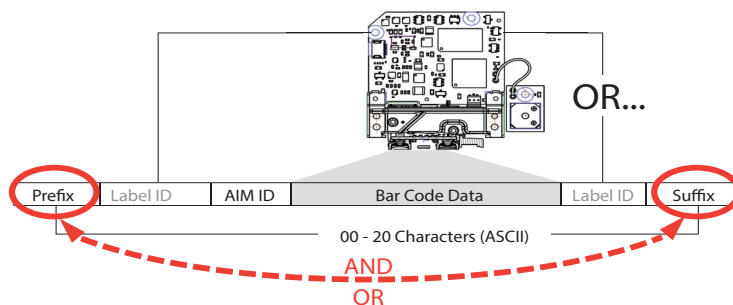 OR...
Prefix Label ID AIM ID Bar Code Data Label ID Suffix
00 - 20 Characters (ASCII)
AND
OR